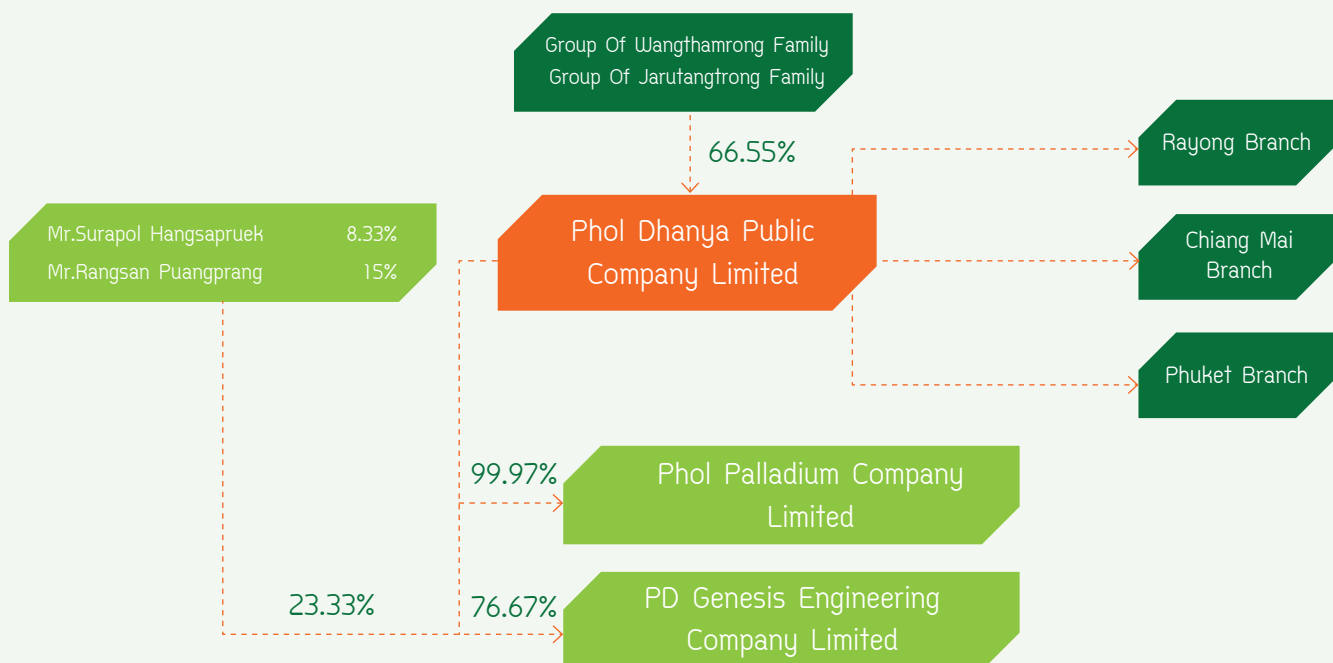 Group Of Wangthamrong Family
Group Of Jarutangtrong Family
66.55%
Rayong Branch
Mr.Surapol Hangsapruek 8.33%
Mr.Rangsan Puangprang 15%
Phol Dhanya Public
Company Limited
Chiang Mai
Branch
Phuket Branch
99.97%
Phol Palladium Company
Limited
23.33%
76.67%
PD Genesis Engineering
Company Limited